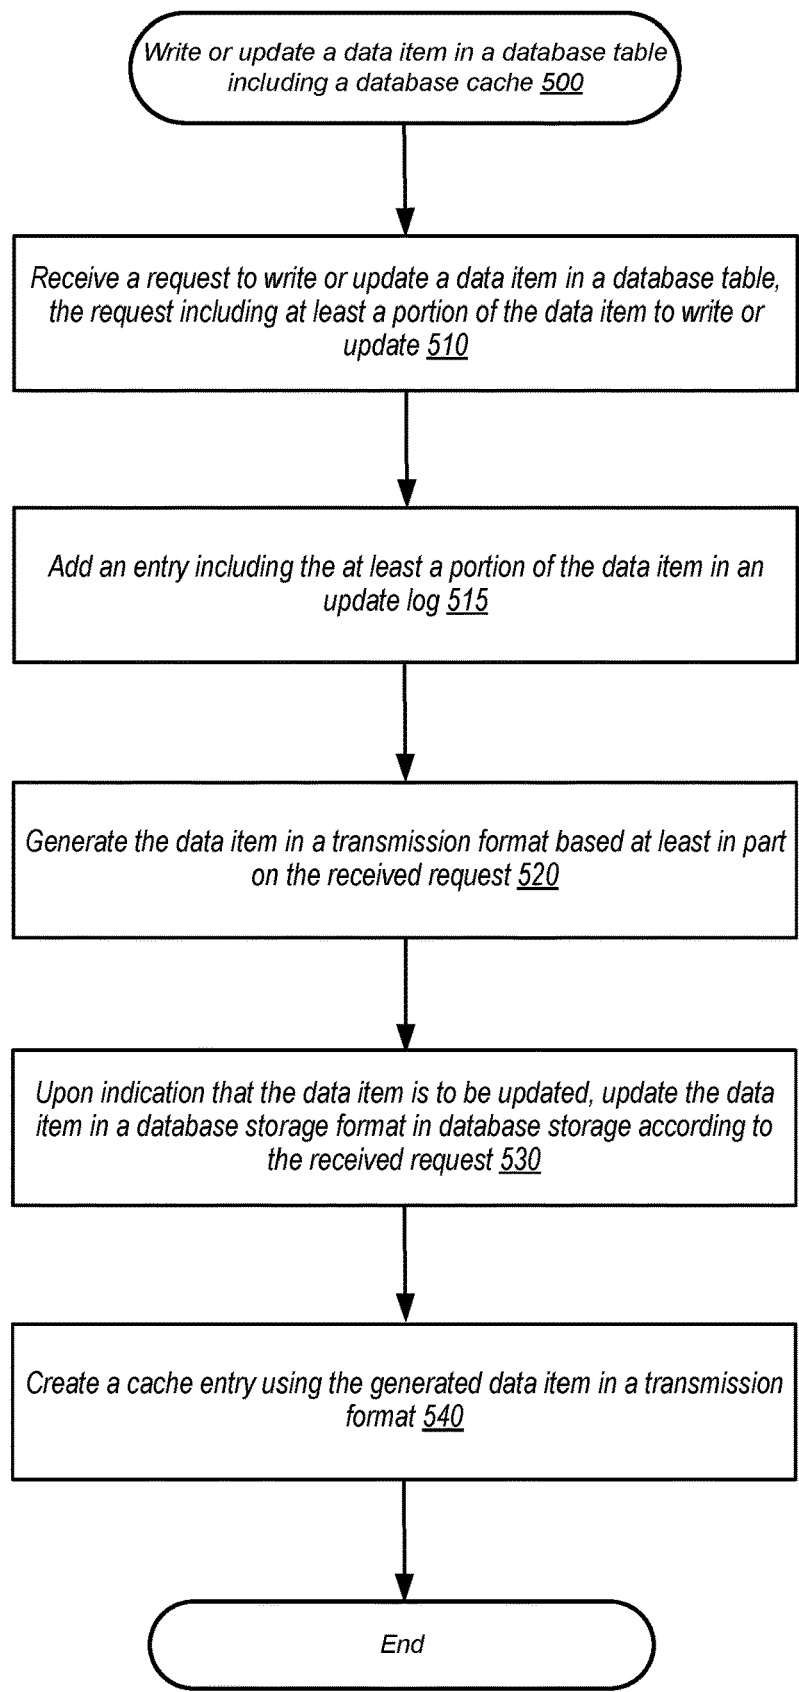 Write or update a data item in a database table
including a database cache 500
Receive a request to write or update a data item in a database table,
the request including at least a portion of the data item to write or
update 510
Add an entry including the at least a portion of the data item in an
update log 515
Generate the data item in a transmission format based at least in part
on the received request 520
Upon indication that the data item is to be updated, update the data
item in a database storage format in database storage according to
the received request 530
Create a cache entry using the generated data item in a transmission
format 540
End